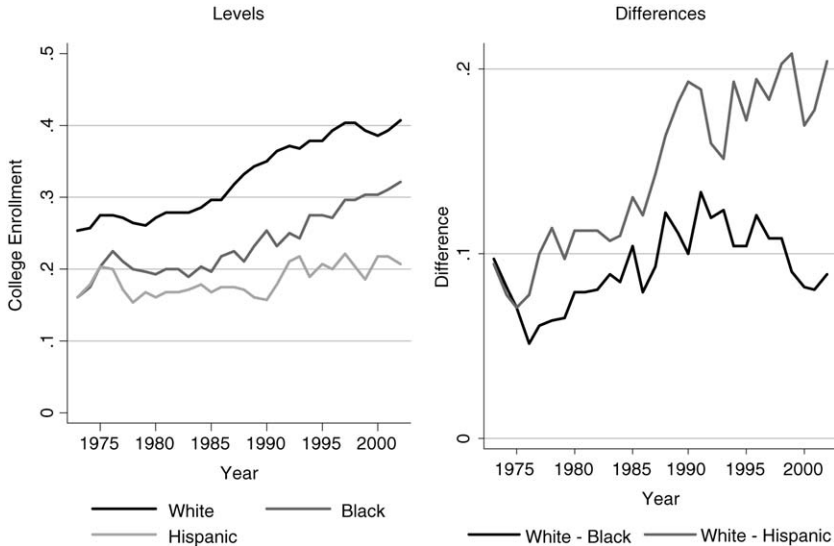 Levels
Differences
.5
.4
.3
.2
.1
0
College Enrollment
1975 1980 1985 1990 1995 2000
Year
White Black
Hispanic
.2
.1
0
Difference
1975 1980 1985 1990 1995 2000
Year
White - Black White - Hispanic